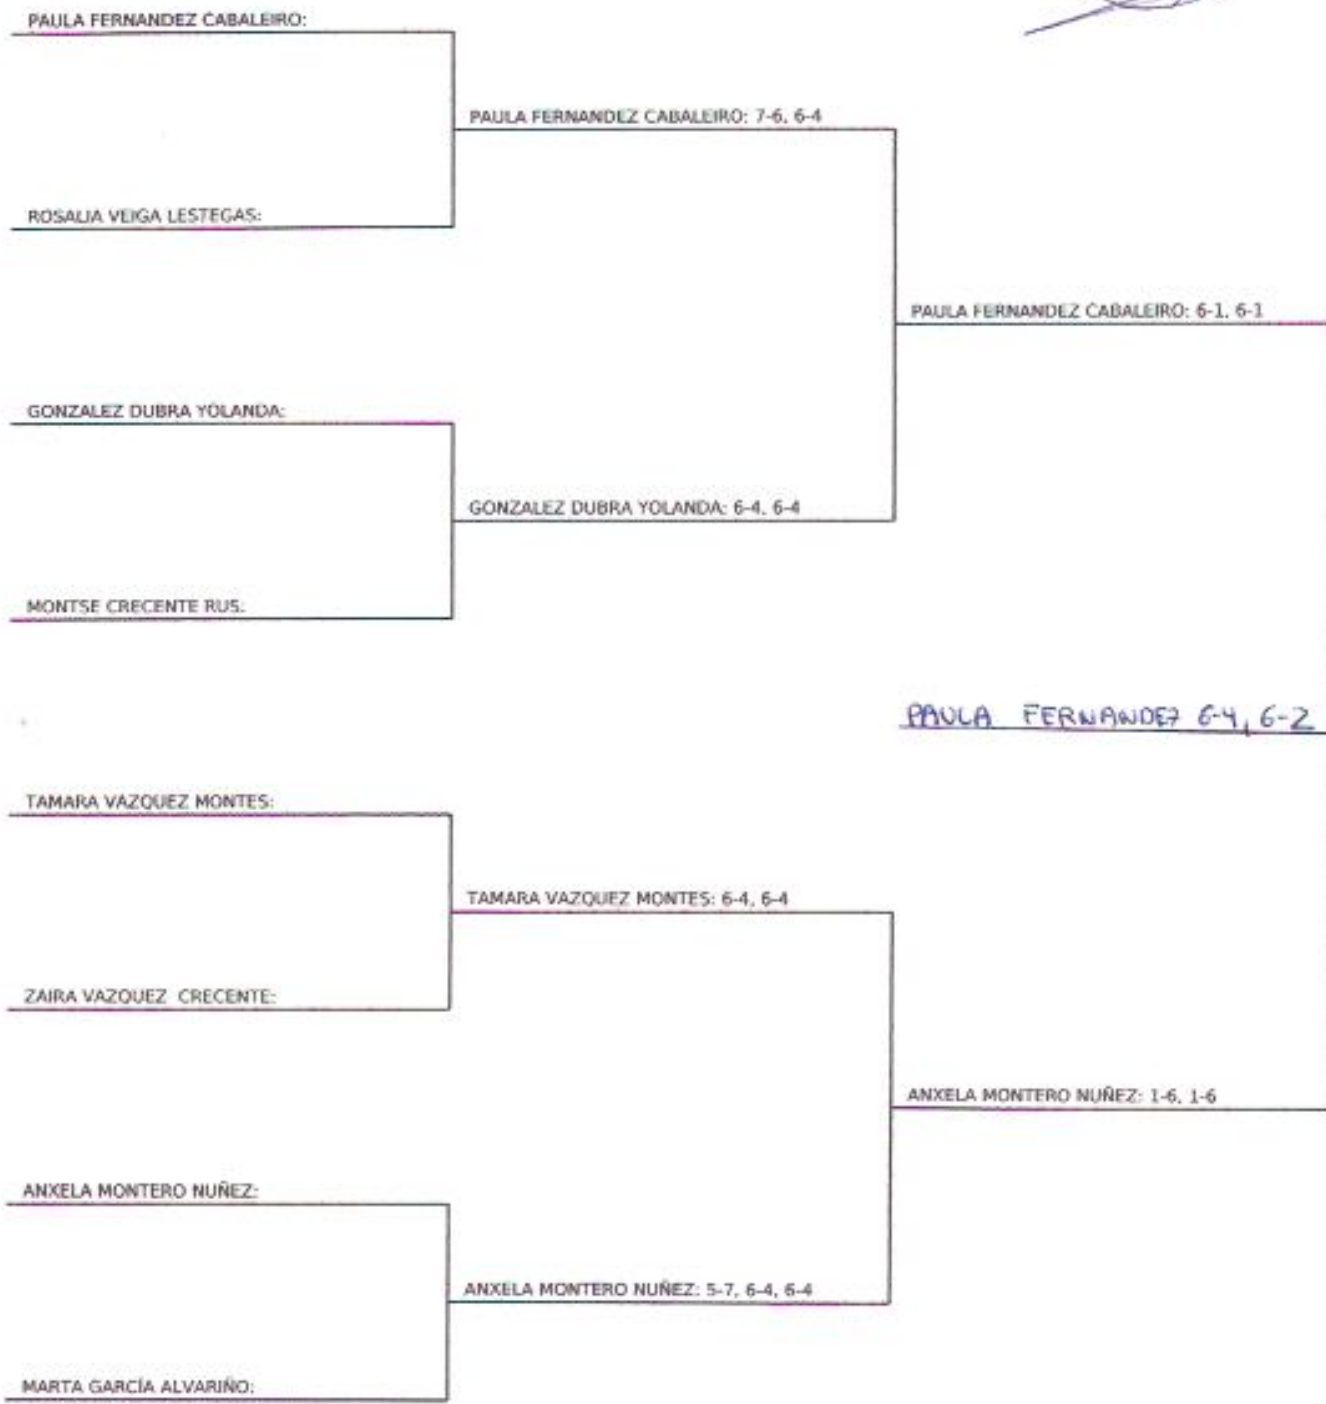 PAULA FERNANDEZ CABALEIRO:
PAULA FERNANDEZ CABALEIRO: 7-6, 6-4
ROSALIA VEIGA LESTEGAS:
PAULA FERNANDEZ CABALEIRO: 6-1, 6-1
GONZALEZ DUBRA YOLANDA:
GONZALEZ DUBRA YOLANDA: 6-4, 6-4
MONTSE CRECENTE RUS:
PAULA FERNANDEZ 6-4, 6-2
TAMARA VAZQUEZ MONTES:
TAMARA VAZQUEZ MONTES: 6-4, 6-4
ZAIRA VAZQUEZ CRECENTE:
ANXELA MONTERO NUÑEZ: 1-6, 1-6
ANXELA MONTERO NUÑEZ:
ANXELA MONTERO NUÑEZ: 5-7, 6-4, 6-4
MARTA GARCÍA ALVARIÑO: